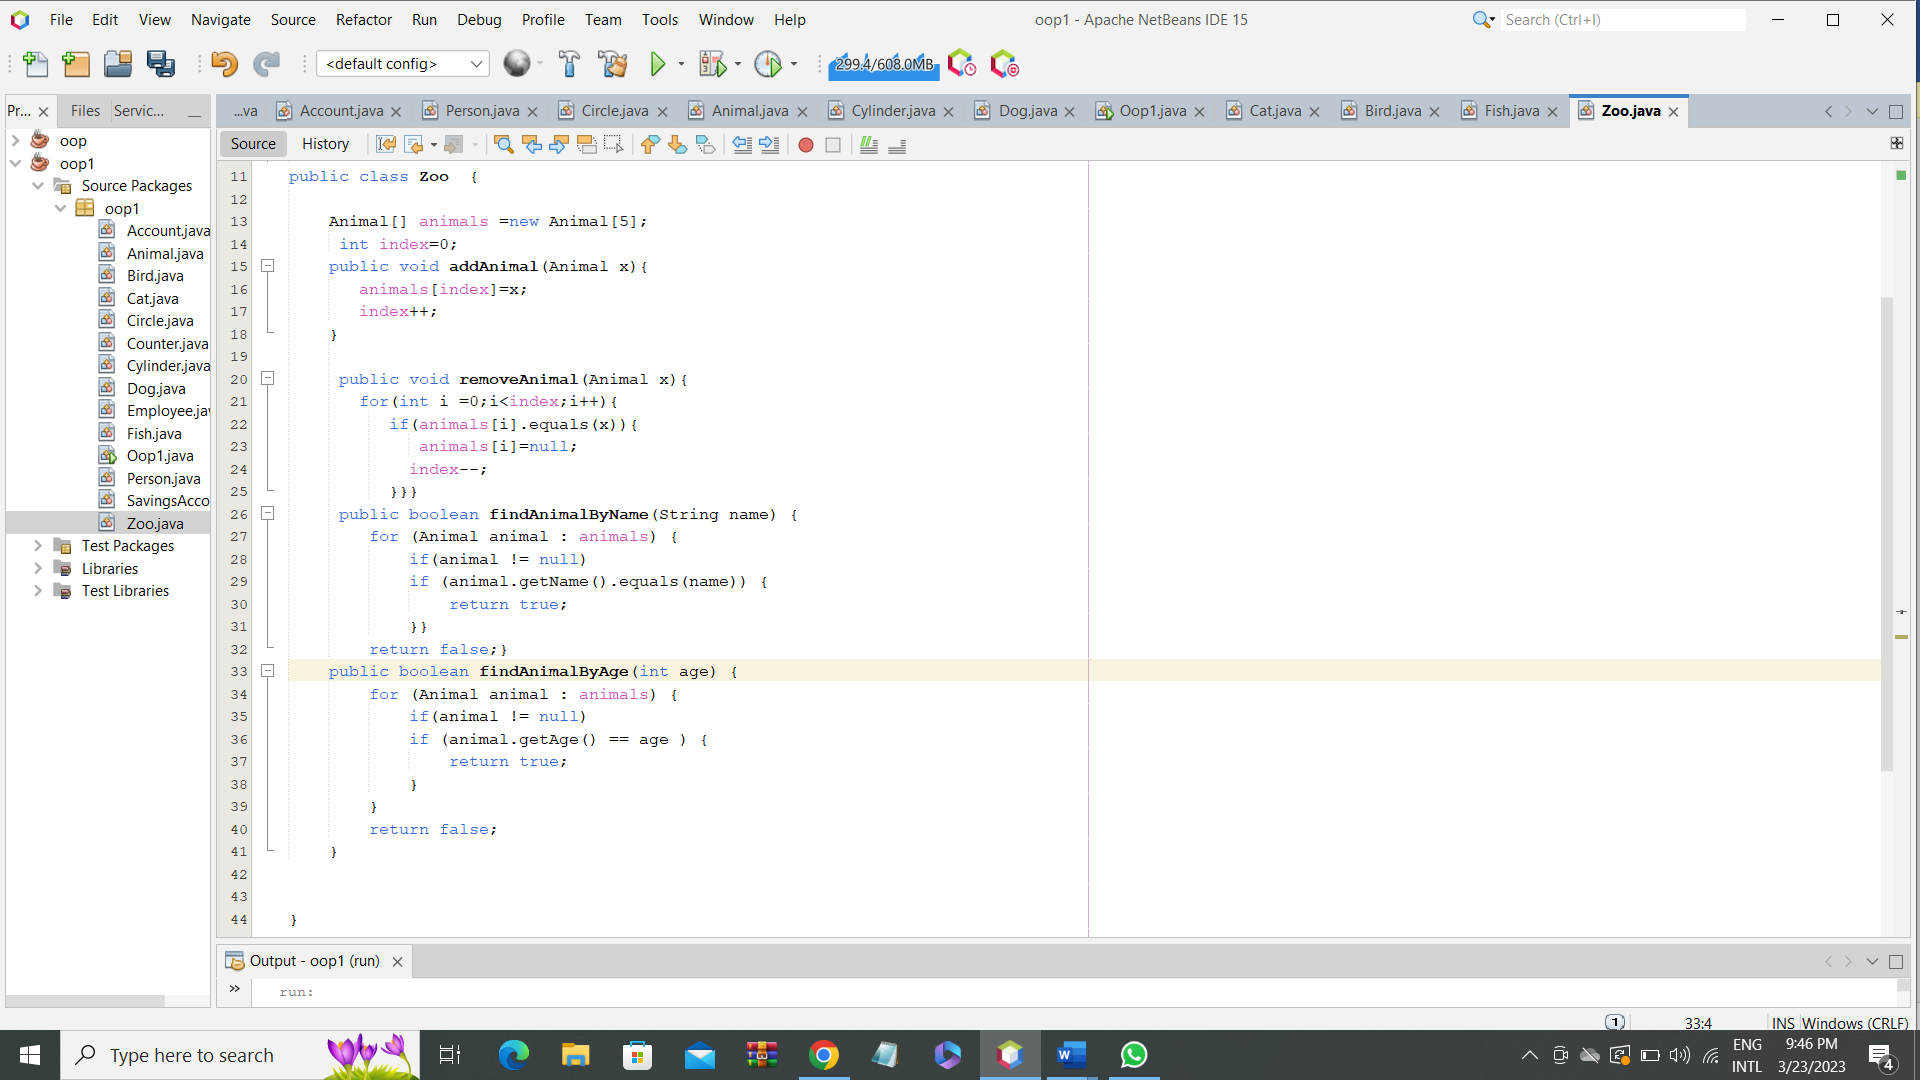 File Edit View Navigate Source Refactor Run Debug Profile Team Tools Window Help
oop1 - Apache NetBeans IDE 15
Search (Ctrl+I)
<default config>
299.4/608.0MB
Pr... Files Servic...
...va Account.java Person.java Circle.java Animal.java Cylinder.java Dog.java Oop1.java Cat.java Bird.java Fish.java Zoo.java
Source History
oop
oop1
Source Packages
oop1
Account.java
Animal.java
Bird.java
Cat.java
Circle.java
Counter.java
Cylinder.java
Dog.java
Employee.jav
Fish.java
Oop1.java
Person.java
SavingsAcco
Zoo.java
Test Packages
Libraries
Test Libraries
11 public class Zoo  {
12
13 Animal[] animals =new Animal[5];
14 int index=0;
15 public void addAnimal(Animal x){
16 animals[index]=x;
17 index++;
18 }
19
20 public void removeAnimal(Animal x){
21 for(int i =0;i<index;i++){
22 if(animals[i].equals(x)){
23 animals[i]=null;
24 index--;
25 }}}
26 public boolean findAnimalByName(String name) {
27 for (Animal animal : animals) {
28 if(animal != null)
29 if (animal.getName().equals(name)) {
30 return true;
31 }}
32 return false;}
33 public boolean findAnimalByAge(int age) {
34 for (Animal animal : animals) {
35 if(animal != null)
36 if (animal.getAge() == age ) {
37 return true;
38 }
39 }
40 return false;
41 }
42
43
44 }
Output - oop1 (run)
run:
1 33:4 INS Windows (CRLF)
Type here to search
ENG
INTL
9:46 PM
3/23/2023
4